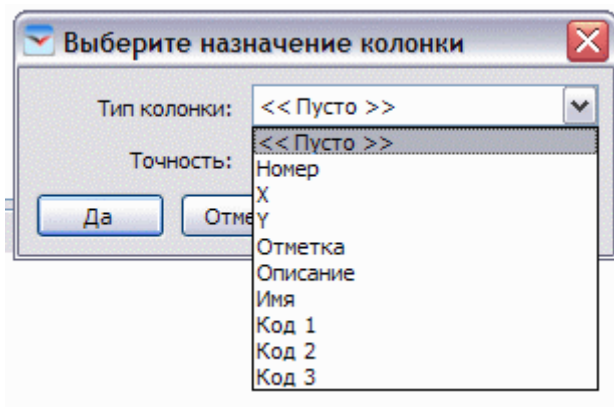 Выберите назначение колонки
Тип колонки: << Пусто >>
<< Пусто >>
Точность:
Номер
X
Да
Y
Отметка
Описание
Имя
Код 1
Код 2
Код 3